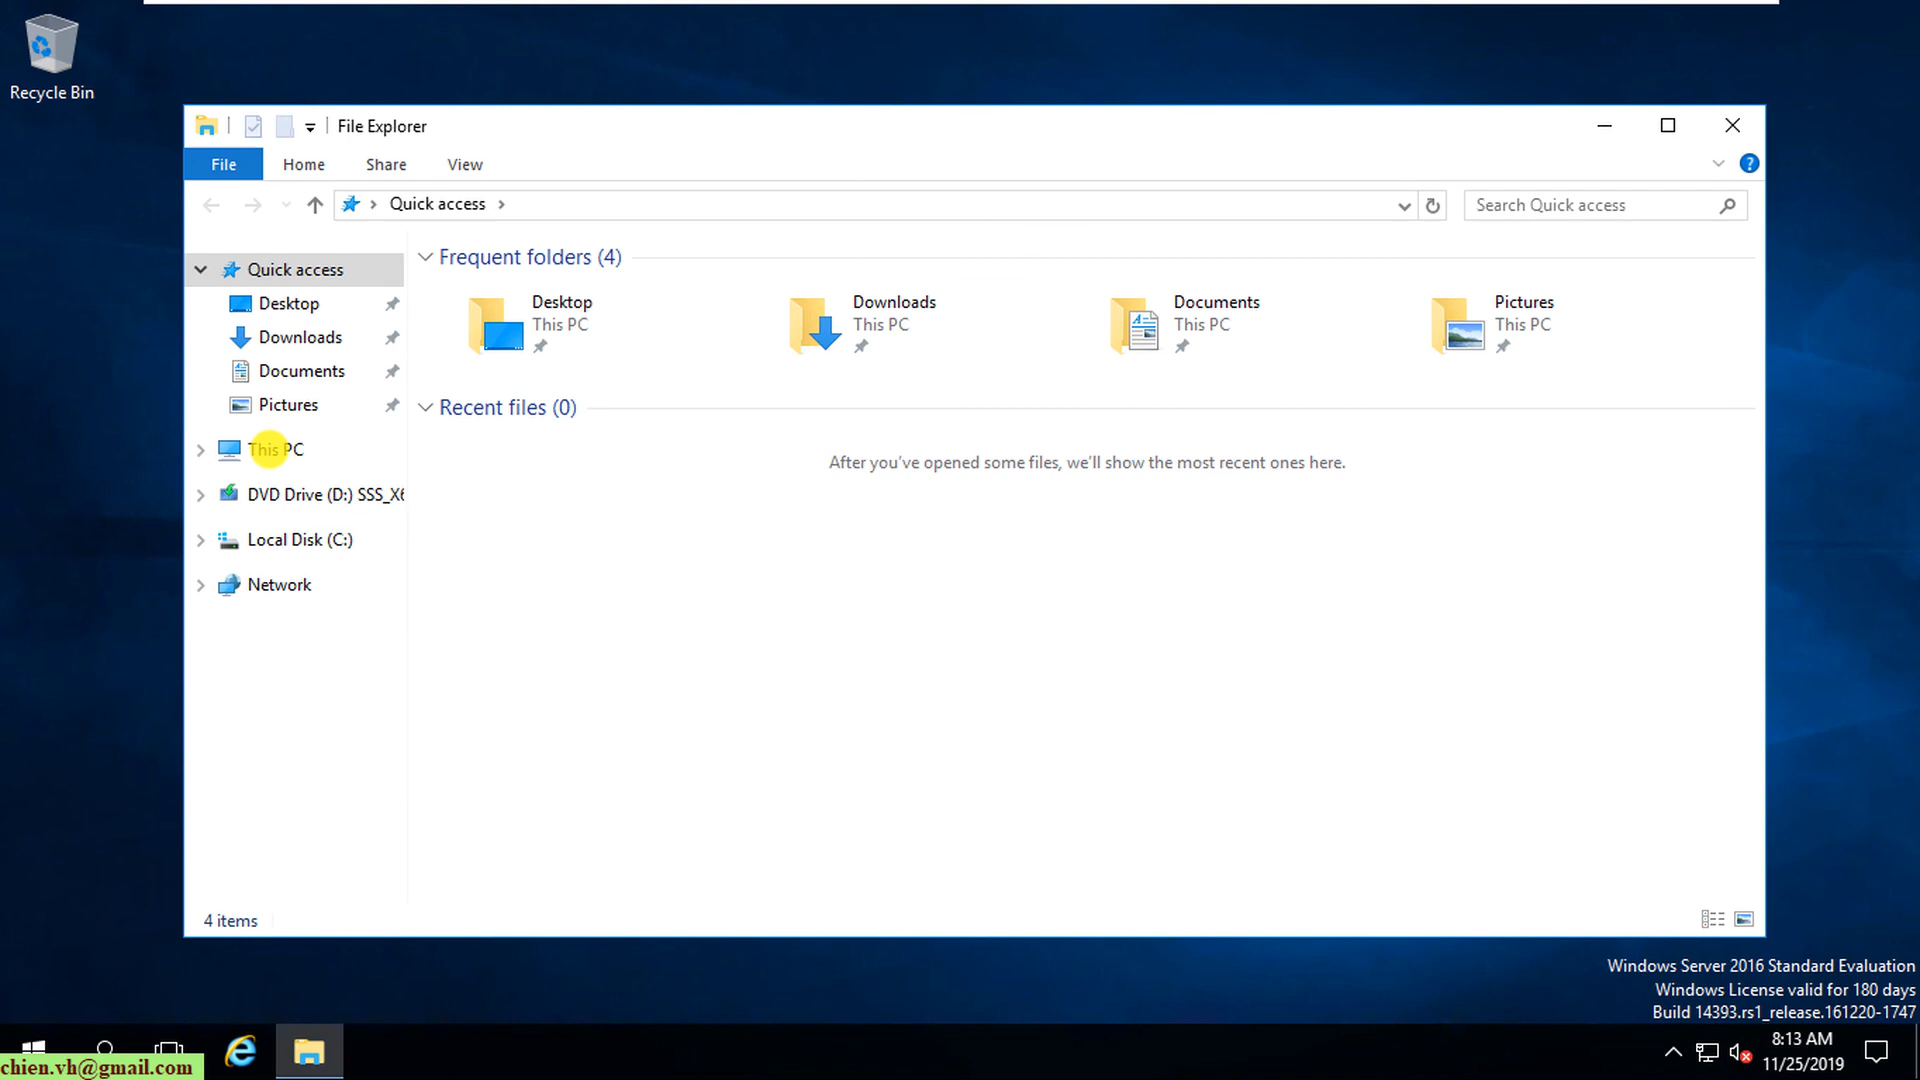 Recycle Bin
File Explorer
File
Home
Share
View
Quick access
Search Quick access
Quick access
Desktop
Downloads
Documents
Pictures
This PC
DVD Drive (D:) SSS_X6
Local Disk (C:)
Network
Frequent folders (4)
Desktop
This PC
Downloads
This PC
Documents
This PC
Pictures
This PC
Recent files (0)
After you've opened some files, we'll show the most recent ones here.
4 items
Windows Server 2016 Standard Evaluation
Windows License valid for 180 days
Build 14393.rs1_release.161220-1747
chien.vh@gmail.com
8:13 AM
11/25/2019